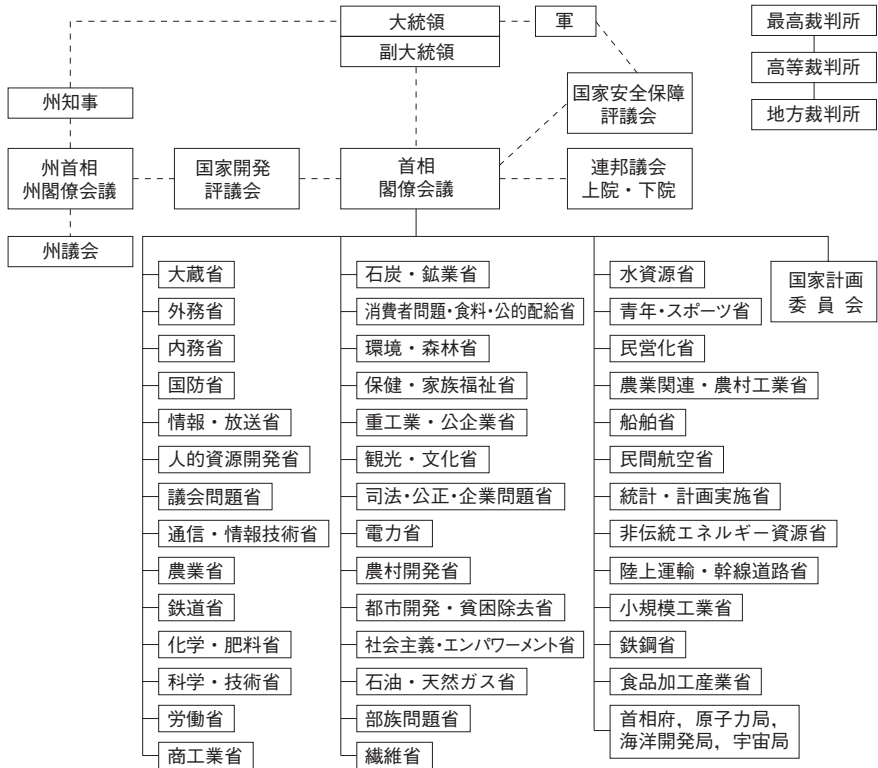 大統領
副大統領
軍
最高裁判所
高等裁判所
地方裁判所
国家安全保障
評議会
州知事
州首相
州閣僚会議
国家開発
評議会
首相
閣僚会議
連邦議会
上院・下院
州議会
大蔵省
外務省
内務省
国防省
情報・放送省
人的資源開発省
議会問題省
通信・情報技術省
農業省
鉄道省
化学・肥料省
科学・技術省
労働省
商工業省
石炭・鉱業省
消費者問題・食料・公的配給省
環境・森林省
保健・家族福祉省
重工業・公企業省
観光・文化省
司法・公正・企業問題省
電力省
農村開発省
都市開発・貧困除去省
社会主義・エンパワーメント省
石油・天然ガス省
部族問題省
繊維省
水資源省
青年・スポーツ省
民営化省
農業関連・農村工業省
船舶省
民間航空省
統計・計画実施省
非伝統エネルギー資源省
陸上運輸・幹線道路省
小規模工業省
鉄鋼省
食品加工産業省
首相府，原子力局，
海洋開発局，宇宙局
国家計画
委員会